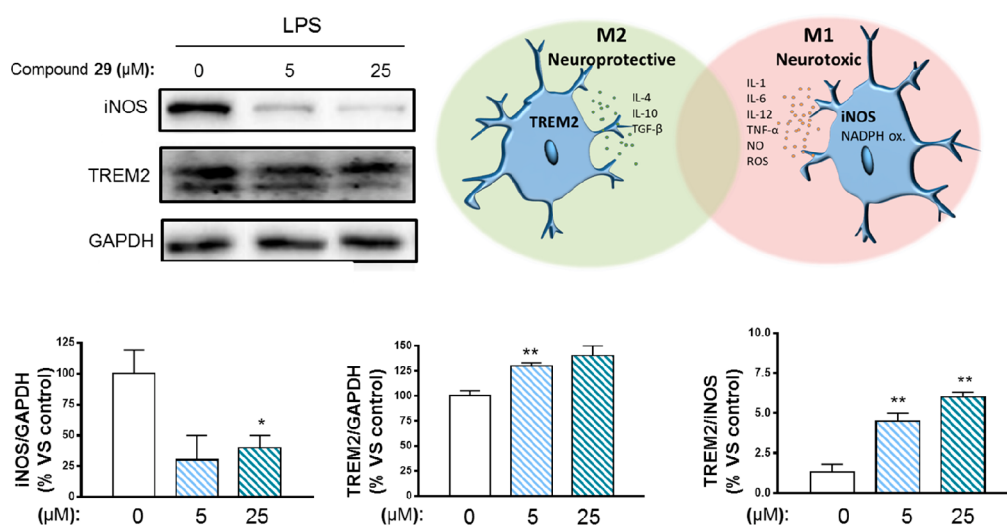 LPS
Compound 29 (µM): 0 5 25
iNOS
TREM2
GAPDH
M2
Neuroprotective
TREM2
IL-4
IL-10
TGF-β
M1
Neurotoxic
IL-1
IL-6
IL-12
TNF-α
NO
ROS
iNOS
NADPH ox.
iNOS/GAPDH
(% VS control)
125
100
75
50
25
0
*
(µM): 0 5 25
TREM2/GAPDH
(% VS control)
150
125
100
75
50
25
0
**
(µM): 0 5 25
TREM2/iNOS
(% VS control)
10.0
7.5
5.0
2.5
0.0
**
**
(µM): 0 5 25